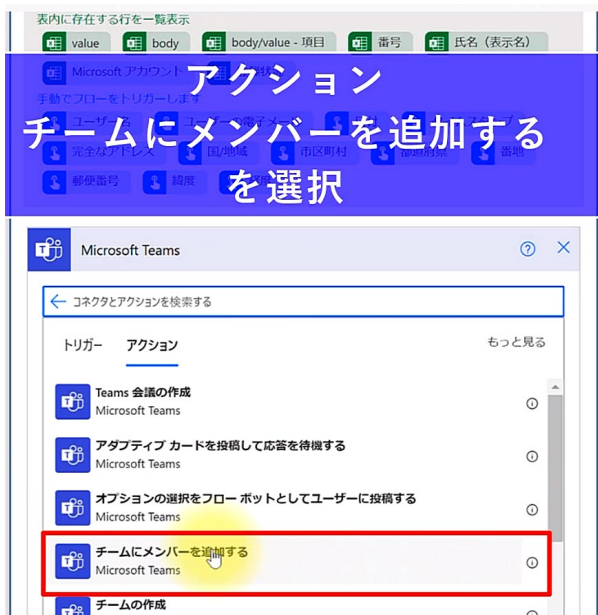 表内に存在する行を一覧表示
value body body/value - 項目 番号 氏名（表示名）
Microsoft アカウント
アクション
手動でフローをトリガーします
チームにメンバーを追加する
完全なアドレス 国/地域 市区町村 都道府県 番地
を選択
郵便番号 緯度
Microsoft Teams
コネクタとアクションを検索する
トリガー アクション もっと見る
Teams 会議の作成
Microsoft Teams
アダプティブ カードを投稿して応答を待機する
Microsoft Teams
オプションの選択をフロー ボットとしてユーザーに投稿する
Microsoft Teams
チームにメンバーを追加する
Microsoft Teams
チームの作成